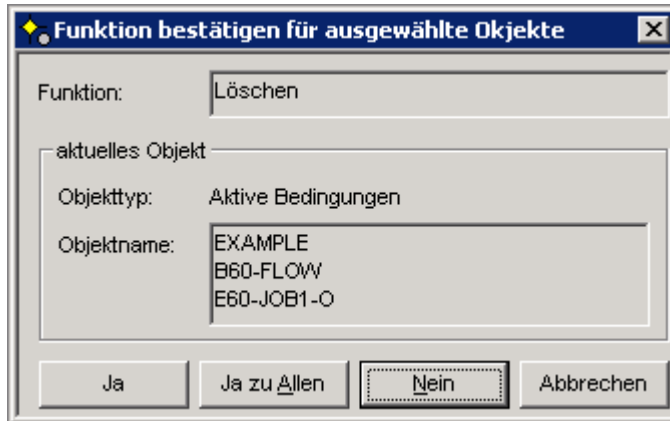 Funktion bestätigen für ausgewählte Okjekte
Funktion: Löschen
aktuelles Objekt
Objekttyp: Aktive Bedingungen
Objektname: EXAMPLE
B60-FLOW
E60-JOB1-O
Ja Ja zu Allen Nein Abbrechen